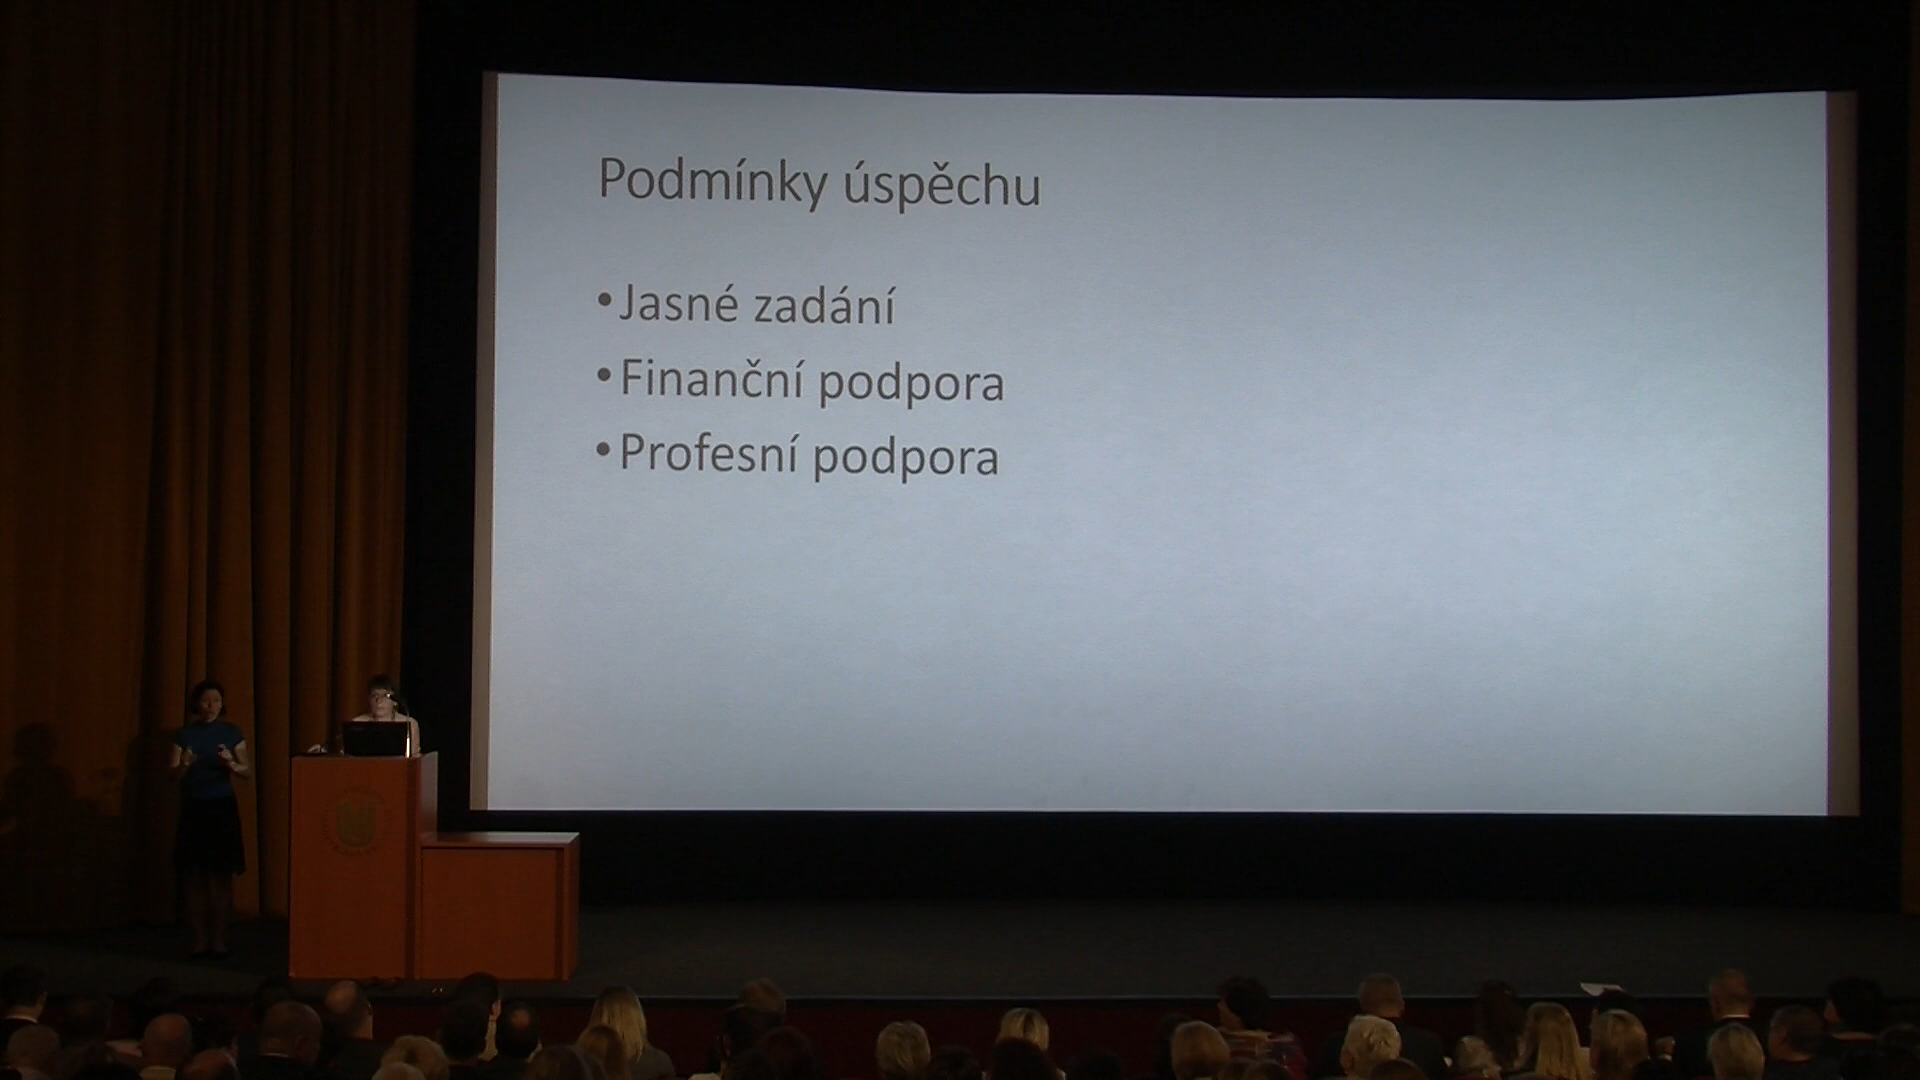 Podmínky úspěchu
•Jasné zadání
•Finanční podpora
•Profesní podpora